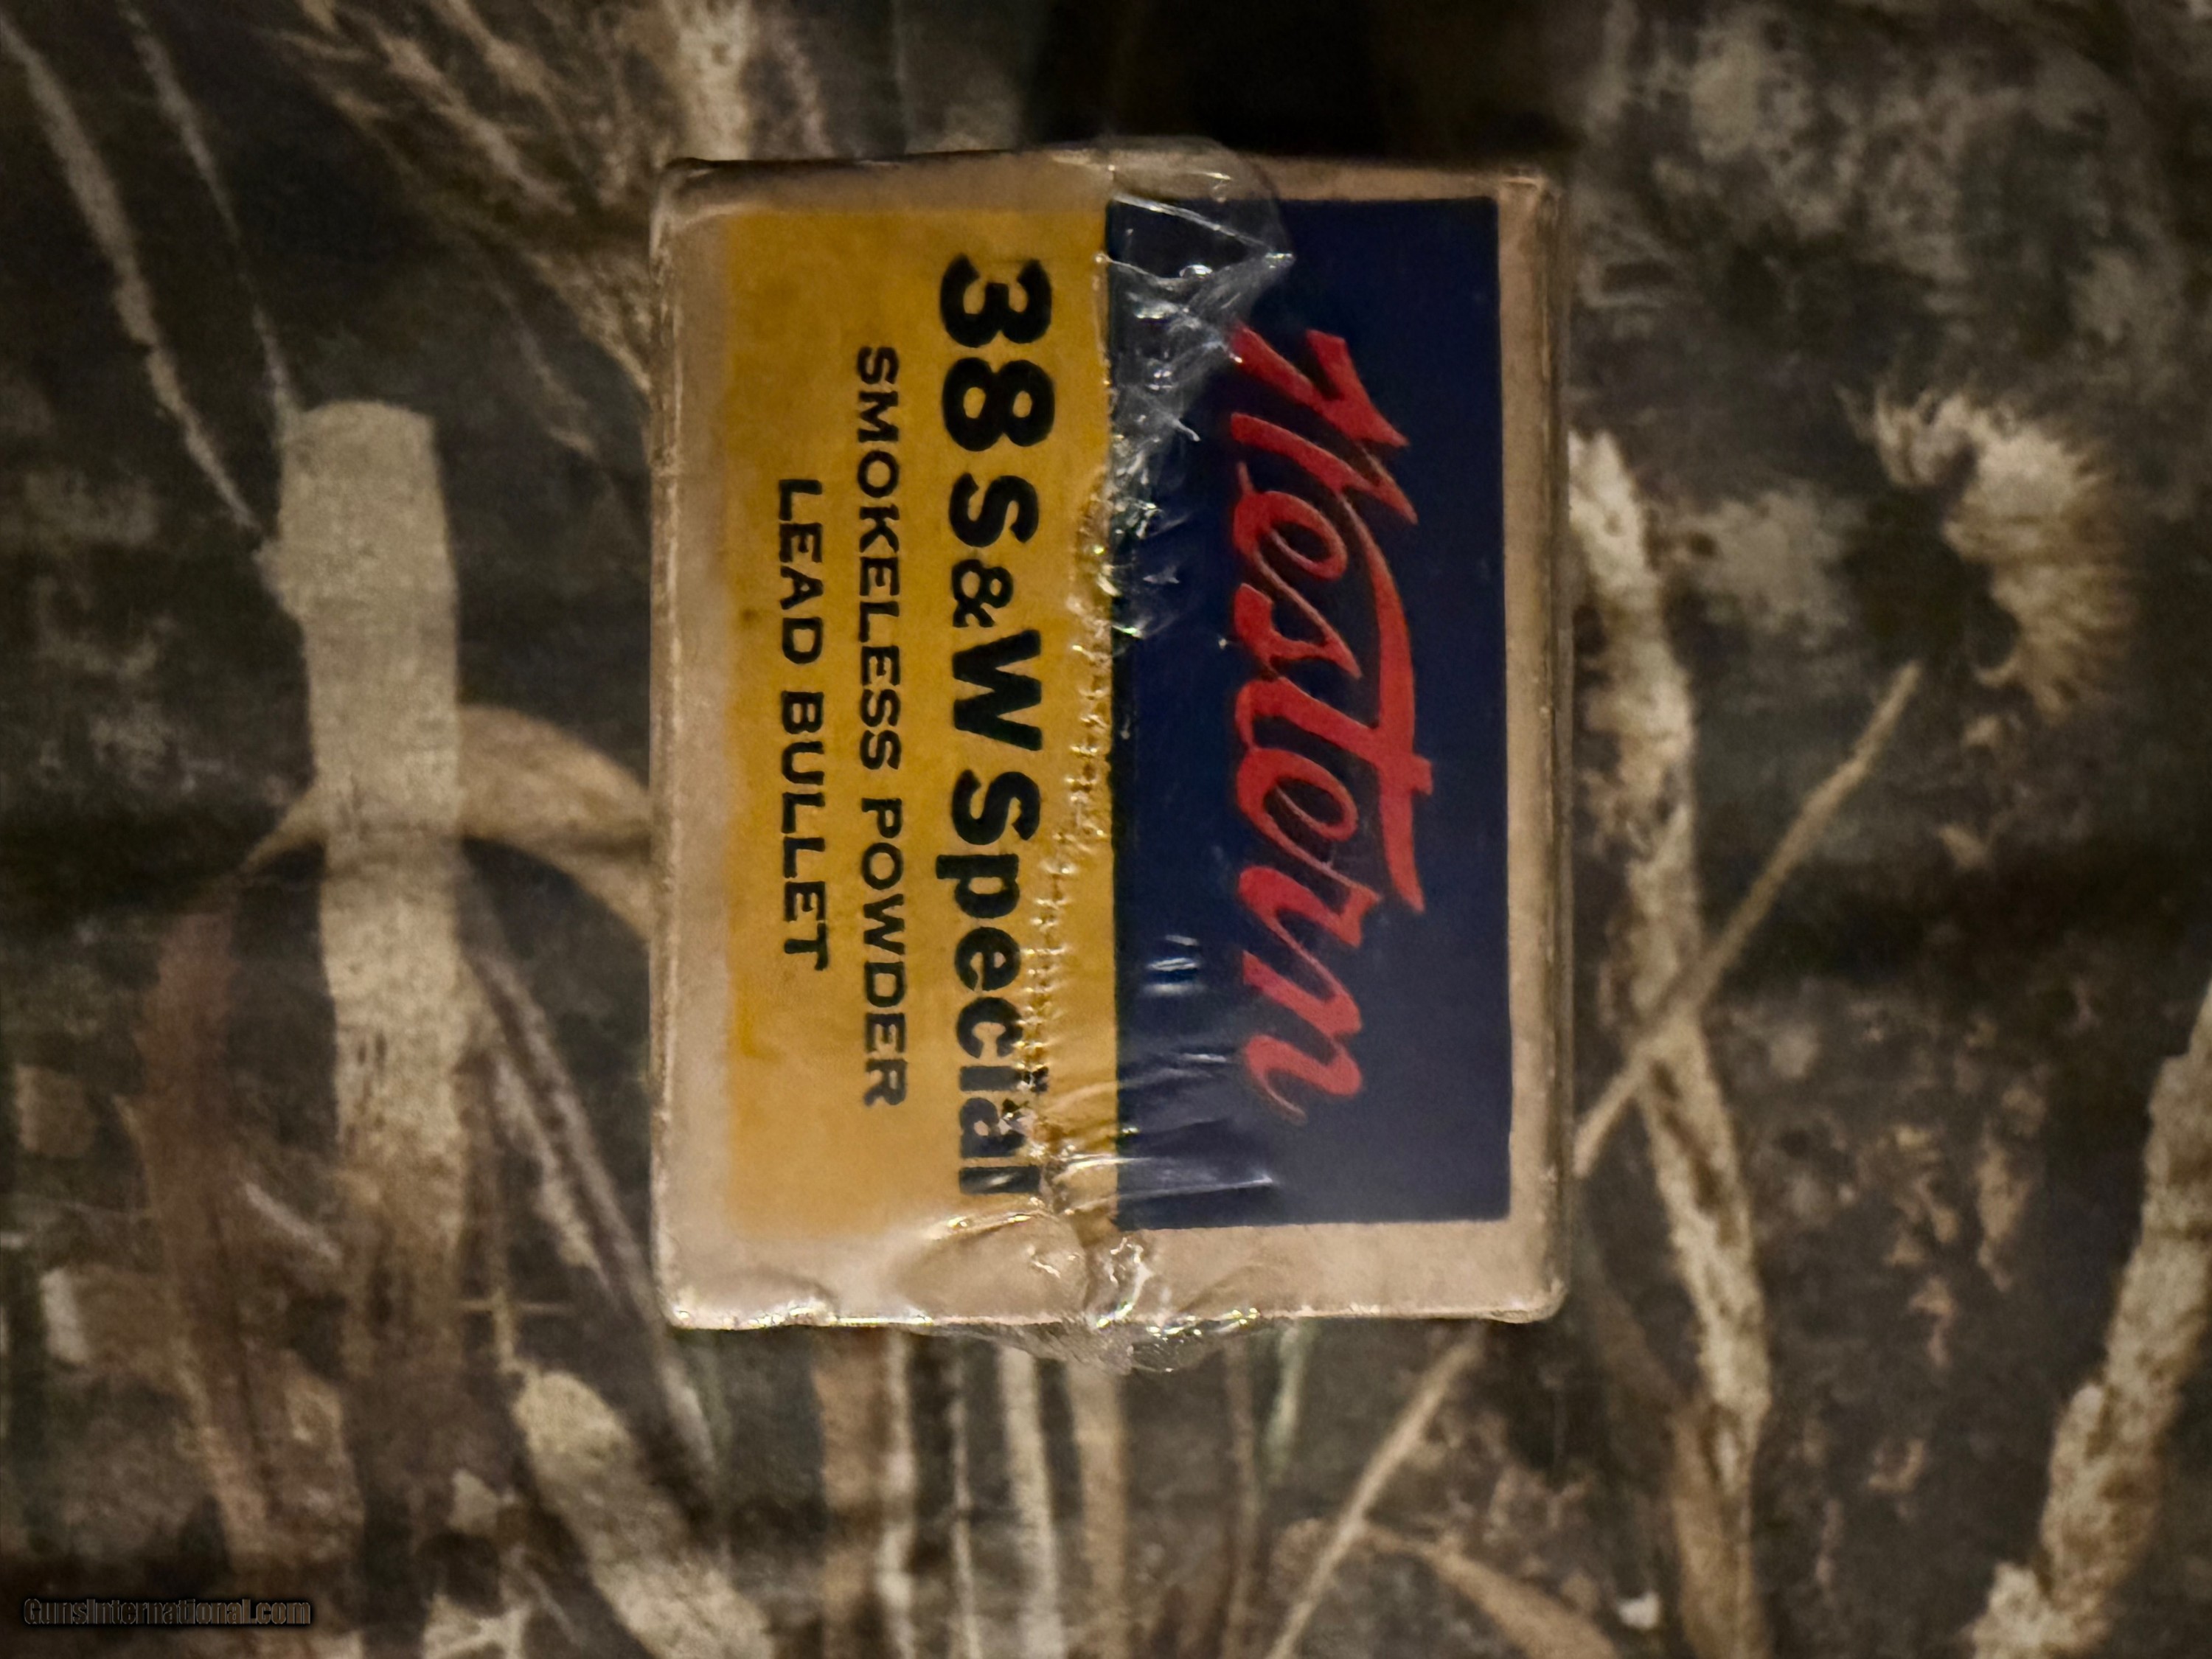 Western
38 S&W Special
SMOKELESS POWDER
LEAD BULLET
GunsInternational.com